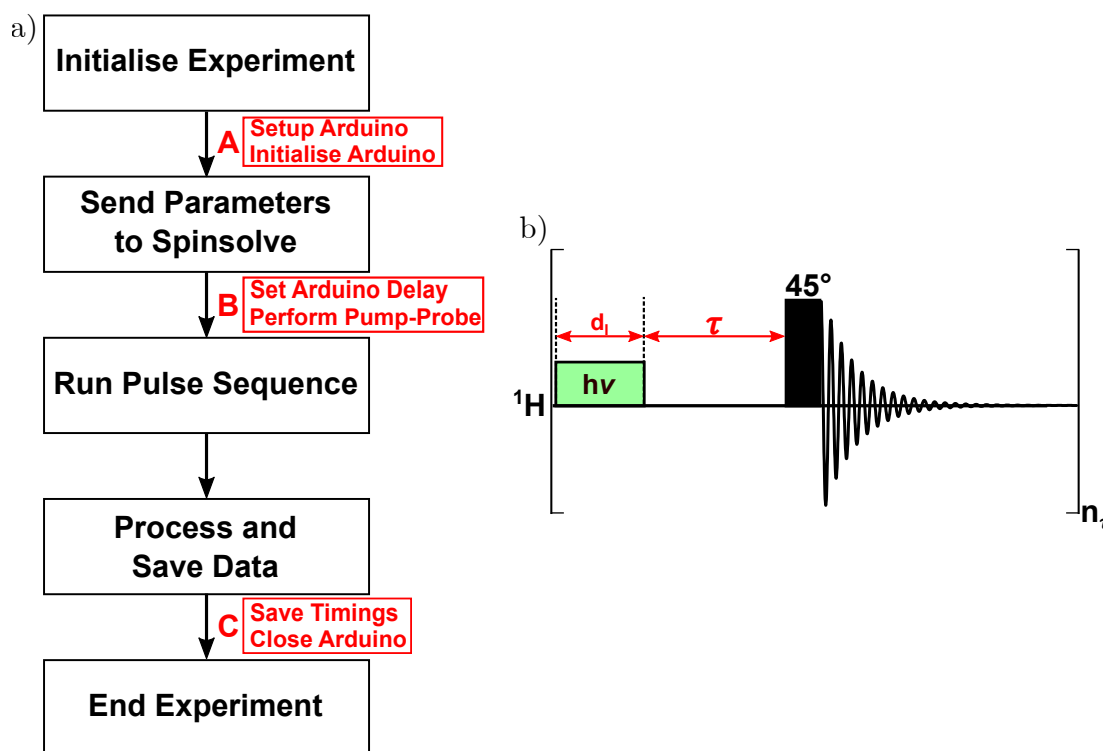 a)
Initialise Experiment
A
Setup Arduino
Initialise Arduino
Send Parameters
to Spinsolve
B
Set Arduino Delay
Perform Pump-Probe
Run Pulse Sequence
Process and
Save Data
C
Save Timings
Close Arduino
End Experiment
b)
45°
dₗ
τ
hν
¹H